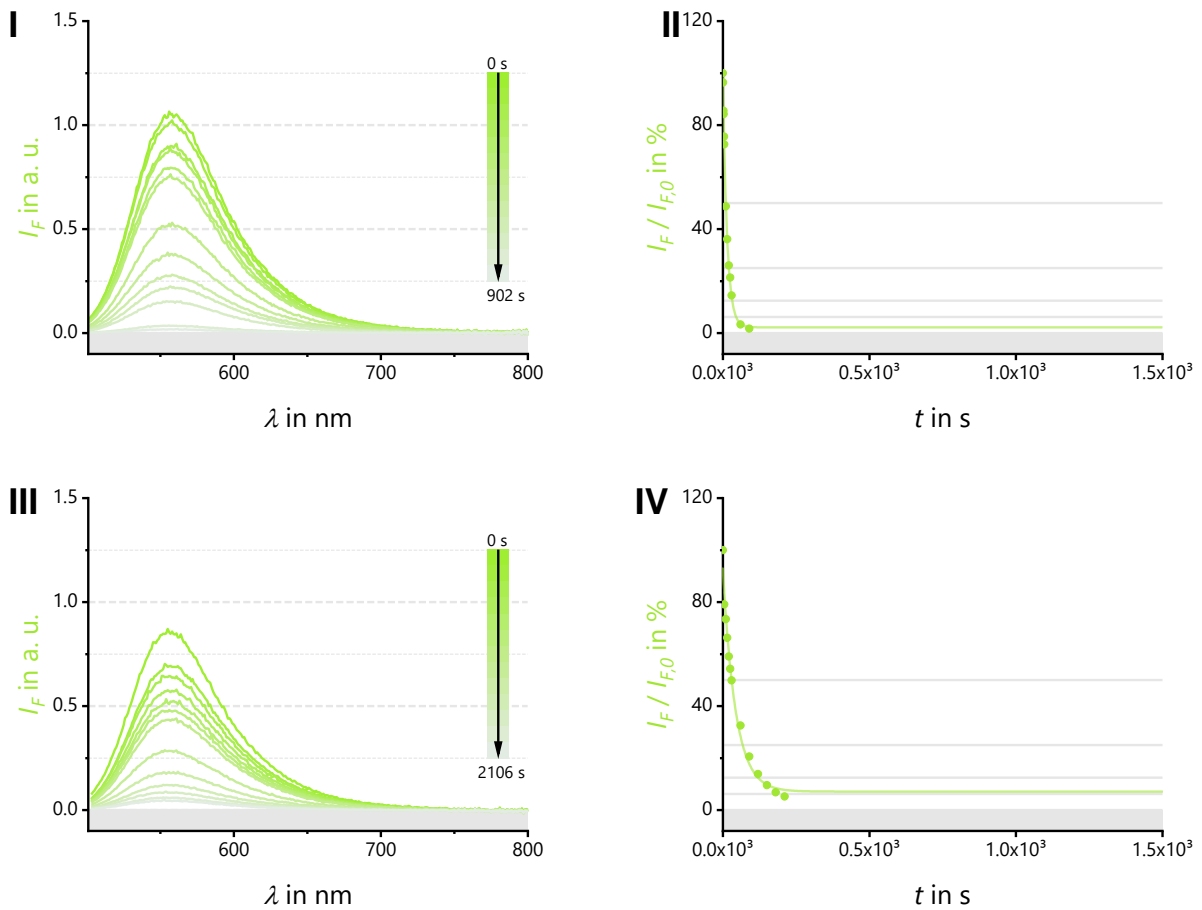 I
1.5
1.0
0.5
0.0
I_F in a. u.
0 s
902 s
600
700
800
λ in nm
II
120
80
40
0
I_F / I_F,0 in %
0.0x10³
0.5x10³
1.0x10³
1.5x10³
t in s
III
1.5
1.0
0.5
0.0
I_F in a. u.
0 s
2106 s
600
700
800
λ in nm
IV
120
80
40
0
I_F / I_F,0 in %
0.0x10³
0.5x10³
1.0x10³
1.5x10³
t in s